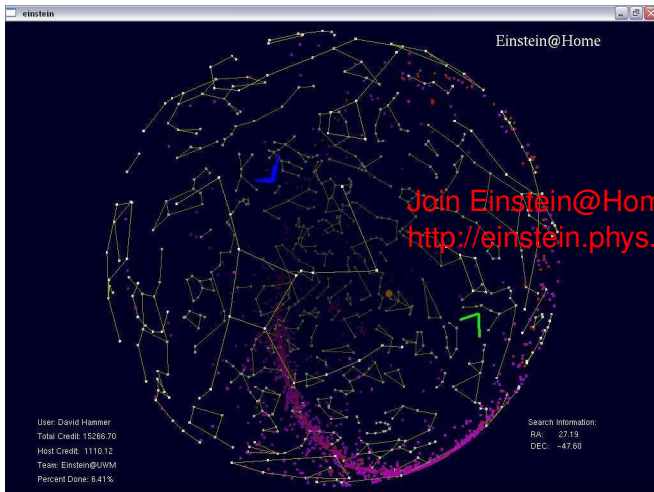 einstein
Einstein@Home
Join Einstein@Hom
http://einstein.phys.
User: David Hammer
Total Credit: 15266.70
Host Credit: 1110.12
Team: Einstein@UWM
Percent Done: 6.41%
Search Information:
RA: 27.19
DEC: -47.60